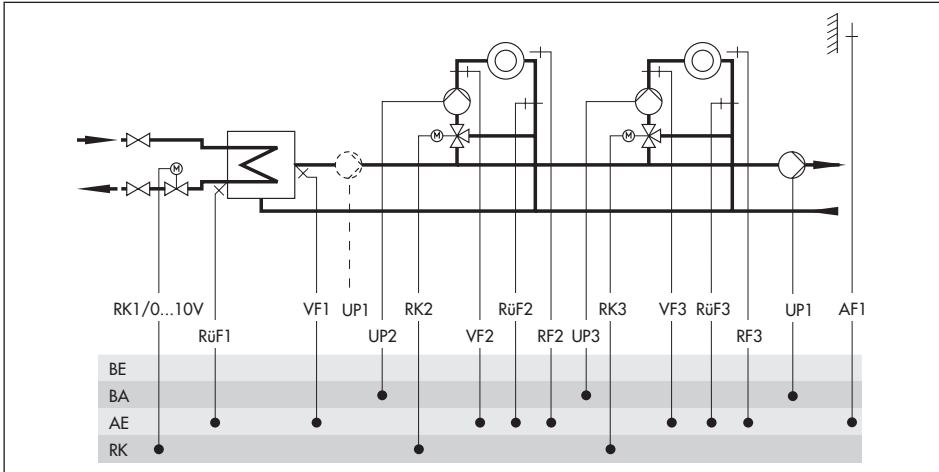 M
M
M
RK1/0...10V
VF1
UP1
RK2
RüF2
RK3
VF3
RüF3
UP1
AF1
RüF1
UP2
VF2
RF2
UP3
RF3
BE
BA
AE
RK